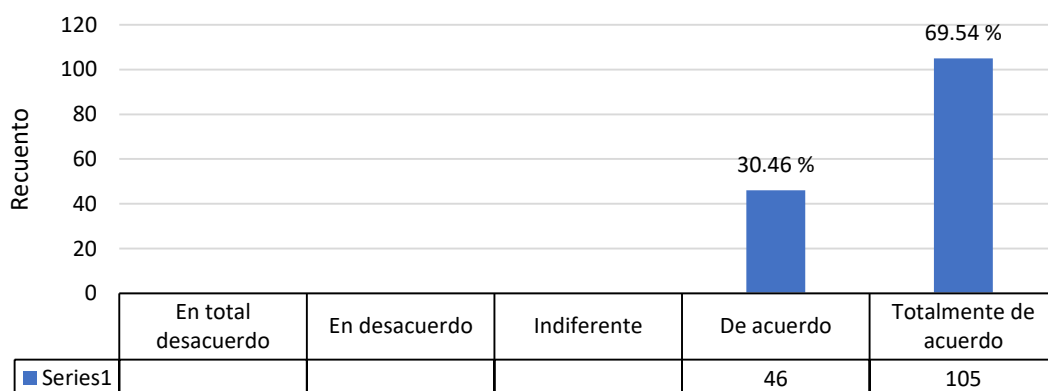 120
69.54 %
100
80
60
30.46 %
40
20
0
Recuento
En total
desacuerdo
En desacuerdo
Indiferente
De acuerdo
Totalmente de
acuerdo
Series1
46
105